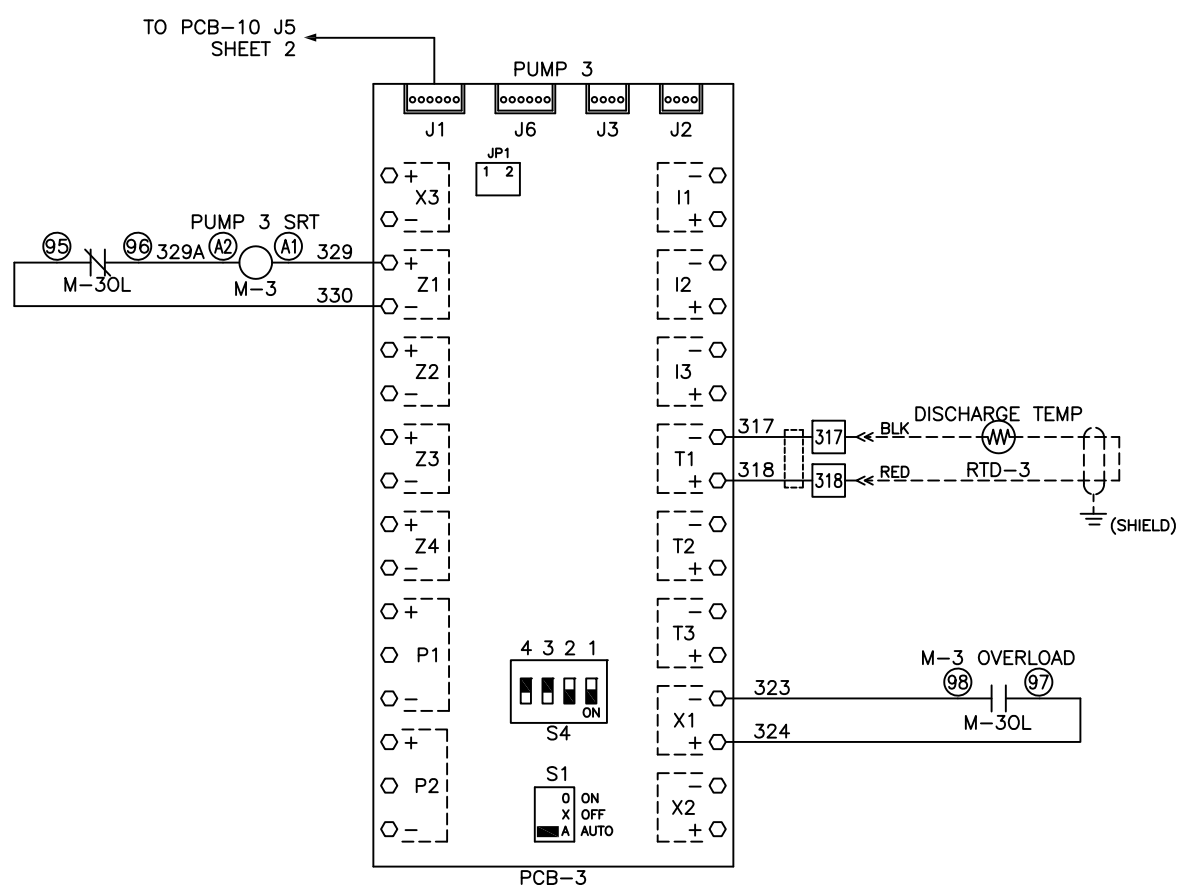 TO PCB-10 J5
SHEET 2
PUMP 3
J1 J6 J3 J2
JP1
1 2
+ X3 -
- I1 +
PUMP 3 SRT
95 96 329A A2 A1 329
M-3OL M-3
330
+ Z1 -
- I2 +
+ Z2 -
- I3 +
+ Z3 -
- T1 +
317 317 BLK DISCHARGE TEMP
318 318 RED RTD-3
(SHIELD)
+ Z4 -
- T2 +
+ P1 -
- T3 +
4 3 2 1
ON
S4
M-3 OVERLOAD
323 98 97
M-3OL
324
- X1 +
+ P2 -
S1
O ON
X OFF
A AUTO
- X2 +
PCB-3